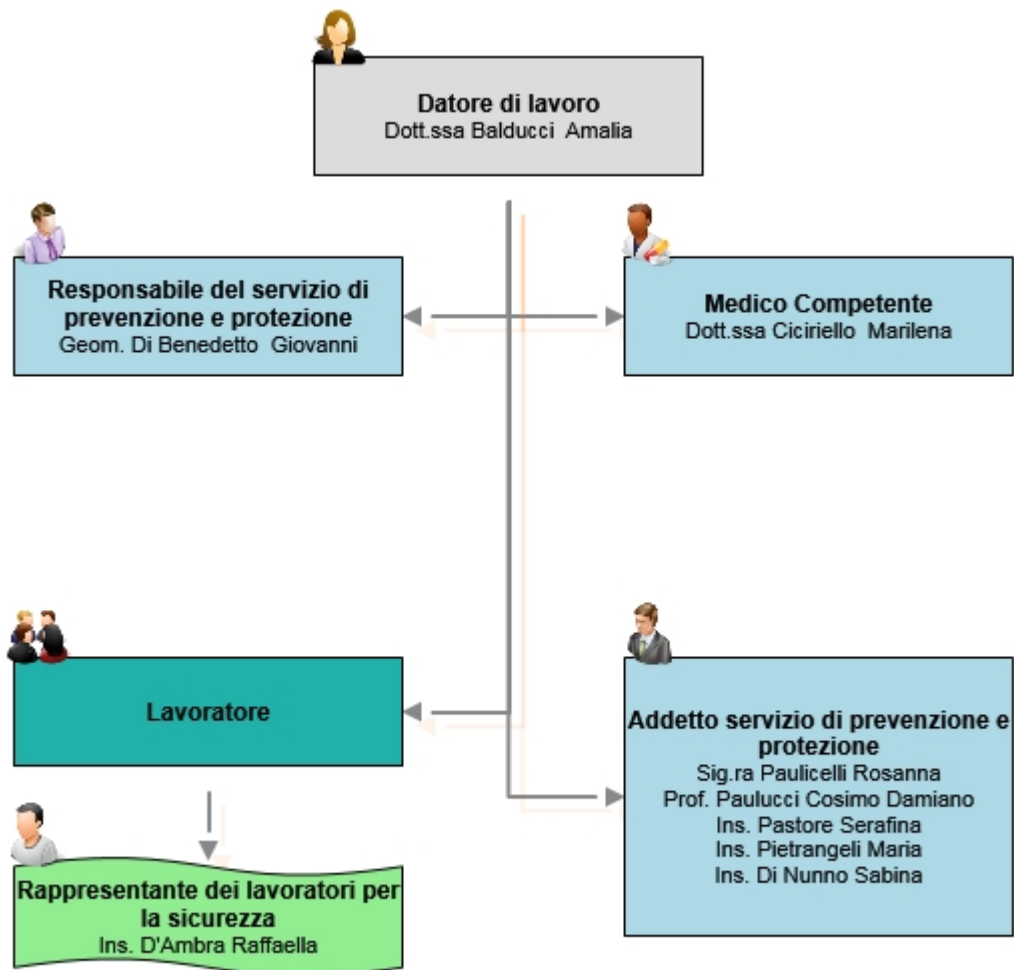 Datore di lavoro
Dott.ssa Balducci Amalia
Responsabile del servizio di
prevenzione e protezione
Geom. Di Benedetto Giovanni
Medico Competente
Dott.ssa Ciciriello Marilena
Lavoratore
Addetto servizio di prevenzione e
protezione
Sig.ra Paulicelli Rosanna
Prof. Paulucci Cosimo Damiano
Ins. Pastore Serafina
Ins. Pietrangeli Maria
Ins. Di Nunno Sabina
Rappresentante dei lavoratori per
la sicurezza
Ins. D'Ambra Raffaella